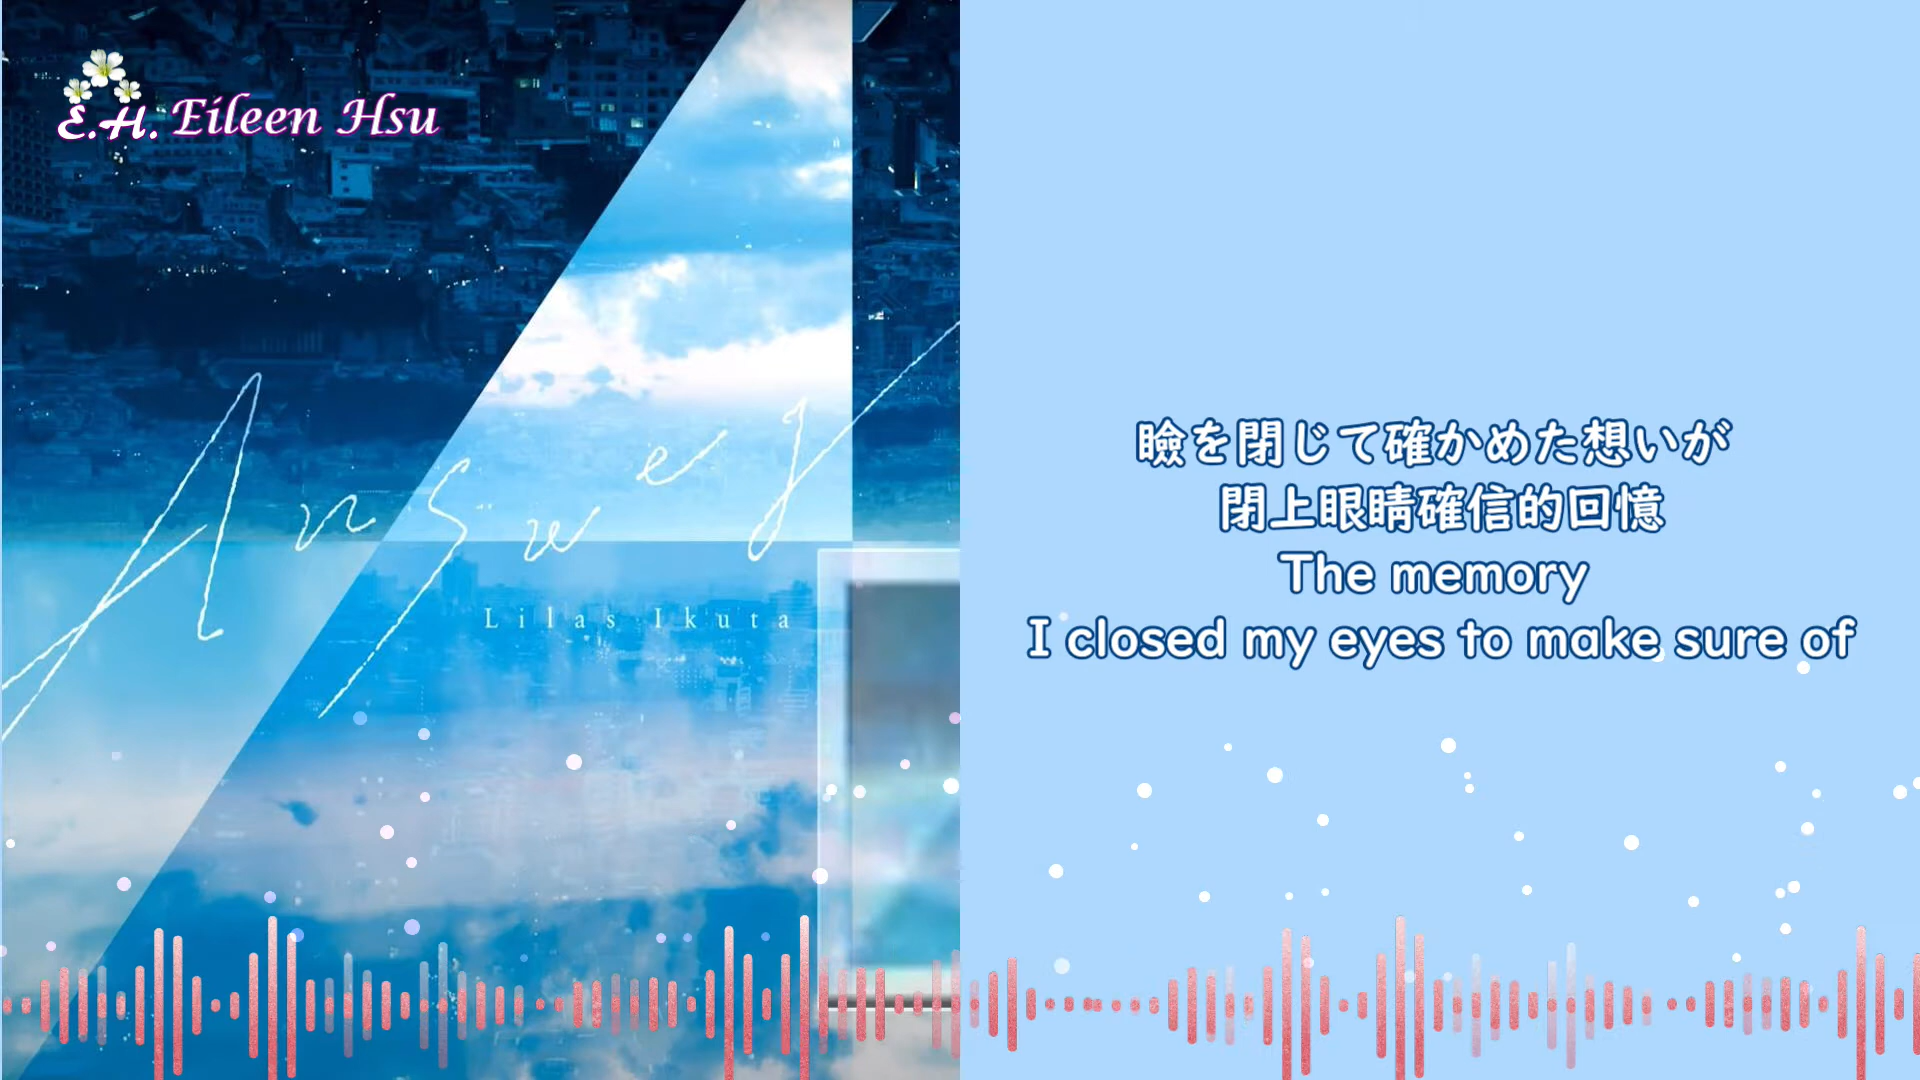 E.H. Eileen Hsu
Answer
Lilas Ikuta
瞼を閉じて確かめた想いが
閉上眼睛確信的回憶
The memory
I closed my eyes to make sure of